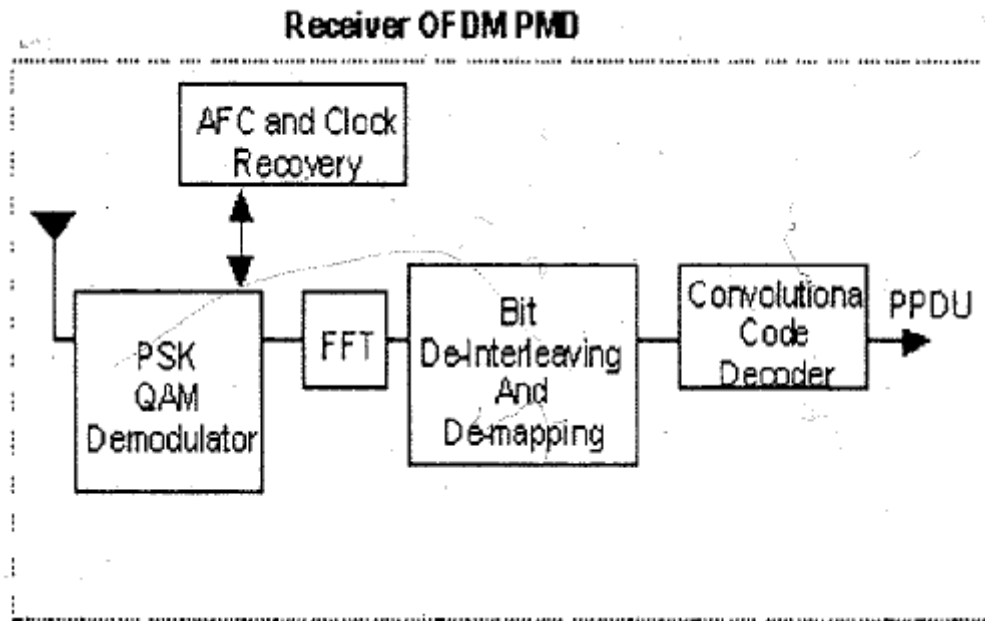 Receiver OFDM PMD
AFC and Clock
Recovery
PSK
QAM
Demodulator
FFT
Bit
De-Interleaving
And
De-mapping
Convolutiona
Code
Decoder
PPDU